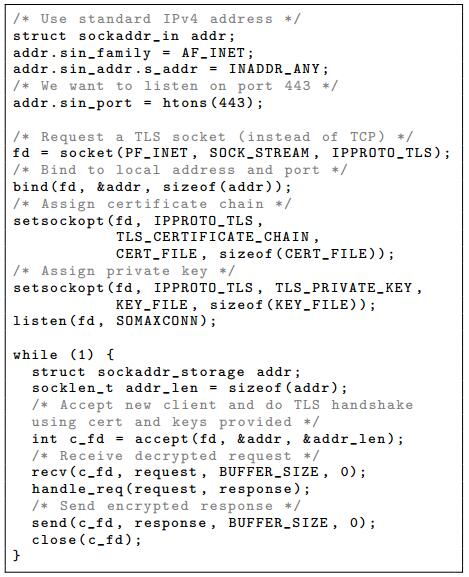 /* Use standard IPv4 address */
struct sockaddr_in addr;
addr.sin_family = AF_INET;
addr.sin_addr.s_addr = INADDR_ANY;
/* We want to listen on port 443 */
addr.sin_port = htons(443);
/* Request a TLS socket (instead of TCP) */
fd = socket(PF_INET, SOCK_STREAM, IPPROTO_TLS);
/* Bind to local address and port */
bind(fd, &addr, sizeof(addr));
/* Assign certificate chain */
setsockopt(fd, IPPROTO_TLS,
TLS_CERTIFICATE_CHAIN,
CERT_FILE, sizeof(CERT_FILE));
/* Assign private key */
setsockopt(fd, IPPROTO_TLS, TLS_PRIVATE_KEY,
KEY_FILE, sizeof(KEY_FILE));
listen(fd, SOMAXCONN);
while (1) {
struct sockaddr_storage addr;
socklen_t addr_len = sizeof(addr);
/* Accept new client and do TLS handshake
using cert and keys provided */
int c_fd = accept(fd, &addr, &addr_len);
/* Receive decrypted request */
recv(c_fd, request, BUFFER_SIZE, 0);
handle_req(request, response);
/* Send encrypted response */
send(c_fd, response, BUFFER_SIZE, 0);
close(c_fd);
}